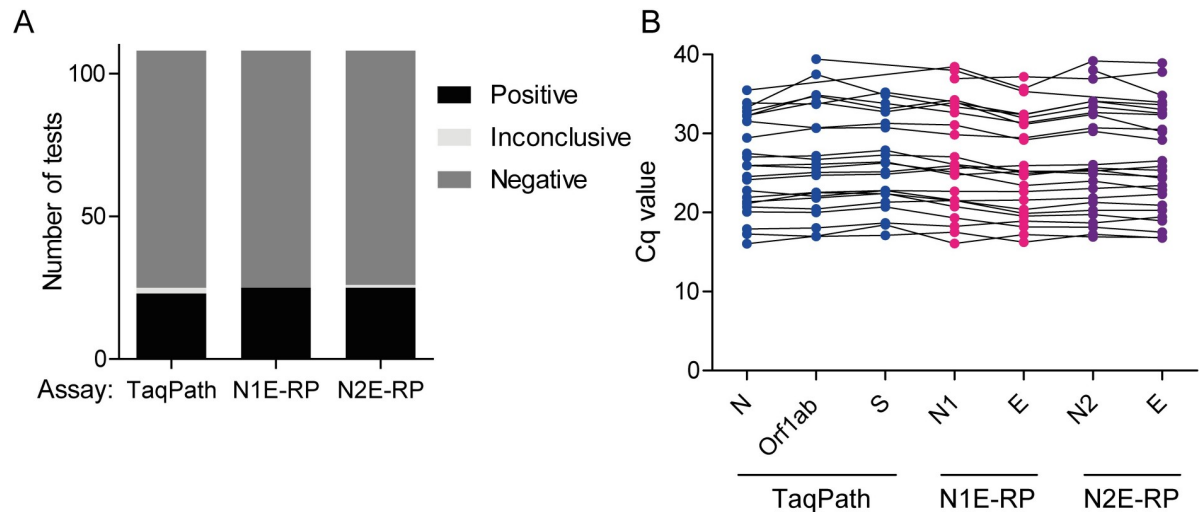 A
Number of tests
100
50
0
Assay: TaqPath N1E-RP N2E-RP
Positive
Inconclusive
Negative
B
Cq value
40
30
20
10
0
N Orf1ab S N1 E N2 E
TaqPath N1E-RP N2E-RP